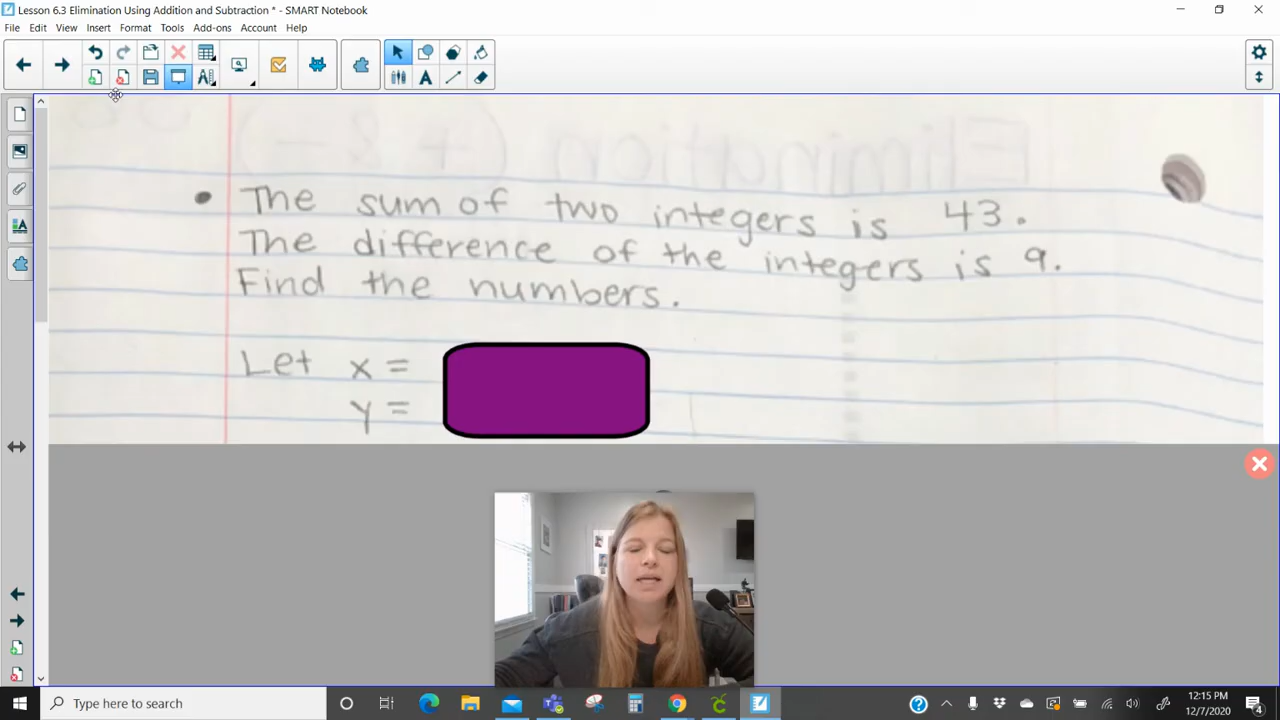 Lesson 6.3 Elimination Using Addition and Subtraction * - SMART Notebook
File Edit View Insert Format Tools Add-ons Account Help
Elimination (+ & -)
• The sum of two integers is 43.
The difference of the integers is 9.
Find the numbers.
Let x =
y =
Type here to search
12:15 PM
12/7/2020
4